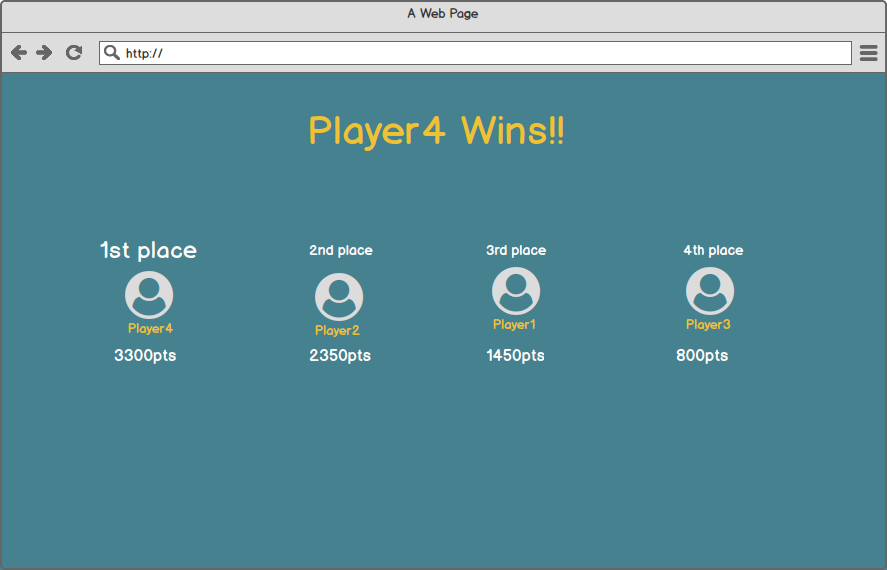 A Web Page
http://
Player4 Wins!!
1st place
2nd place
3rd place
4th place
Player4
Player2
Player1
Player3
3300pts
2350pts
1450pts
800pts